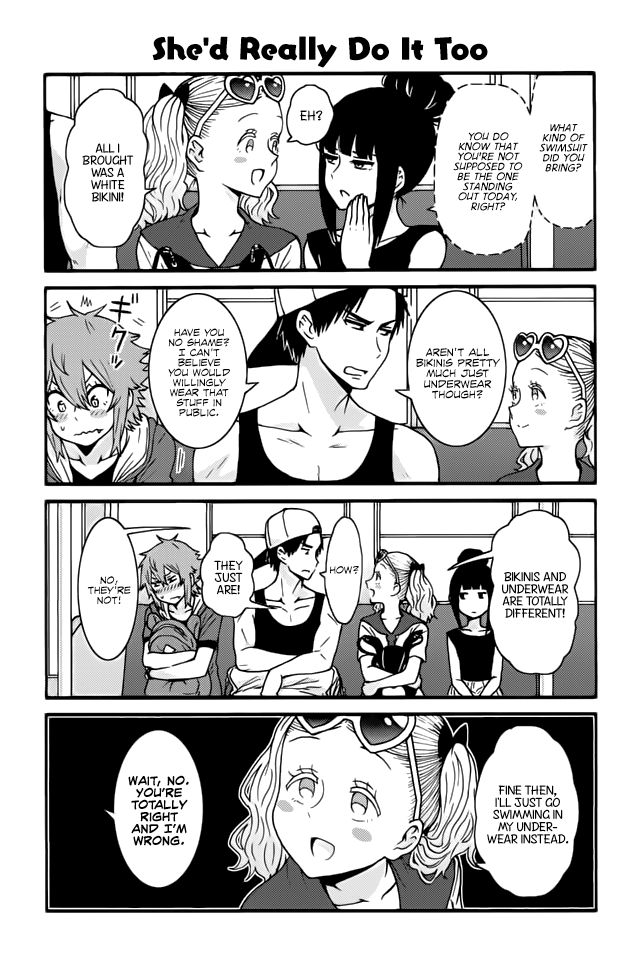 She'd Really Do It Too
WHAT
KIND OF
SWIMSUIT
DID YOU
BRING?
YOU DO
KNOW THAT
YOU'RE NOT
SUPPOSED TO
BE THE ONE
STANDING
OUT TODAY,
RIGHT?
EH?
ALL I
BROUGHT
WAS A
WHITE
BIKINI!
AREN'T ALL
BIKINIS PRETTY
MUCH JUST
UNDERWEAR
THOUGH?
HAVE YOU
NO SHAME?
I CAN'T
BELIEVE
YOU WOULD
WILLINGLY
WEAR THAT
STUFF IN
PUBLIC.
ギクッ
BIKINIS AND
UNDERWEAR
ARE TOTALLY
DIFFERENT!
HOW?
THEY
JUST
ARE!
NO,
THEY'RE
NOT!
FINE THEN,
I'LL JUST GO
SWIMMING IN
MY UNDER-
WEAR INSTEAD.
WAIT, NO.
YOU'RE
TOTALLY
RIGHT
AND I'M
WRONG.